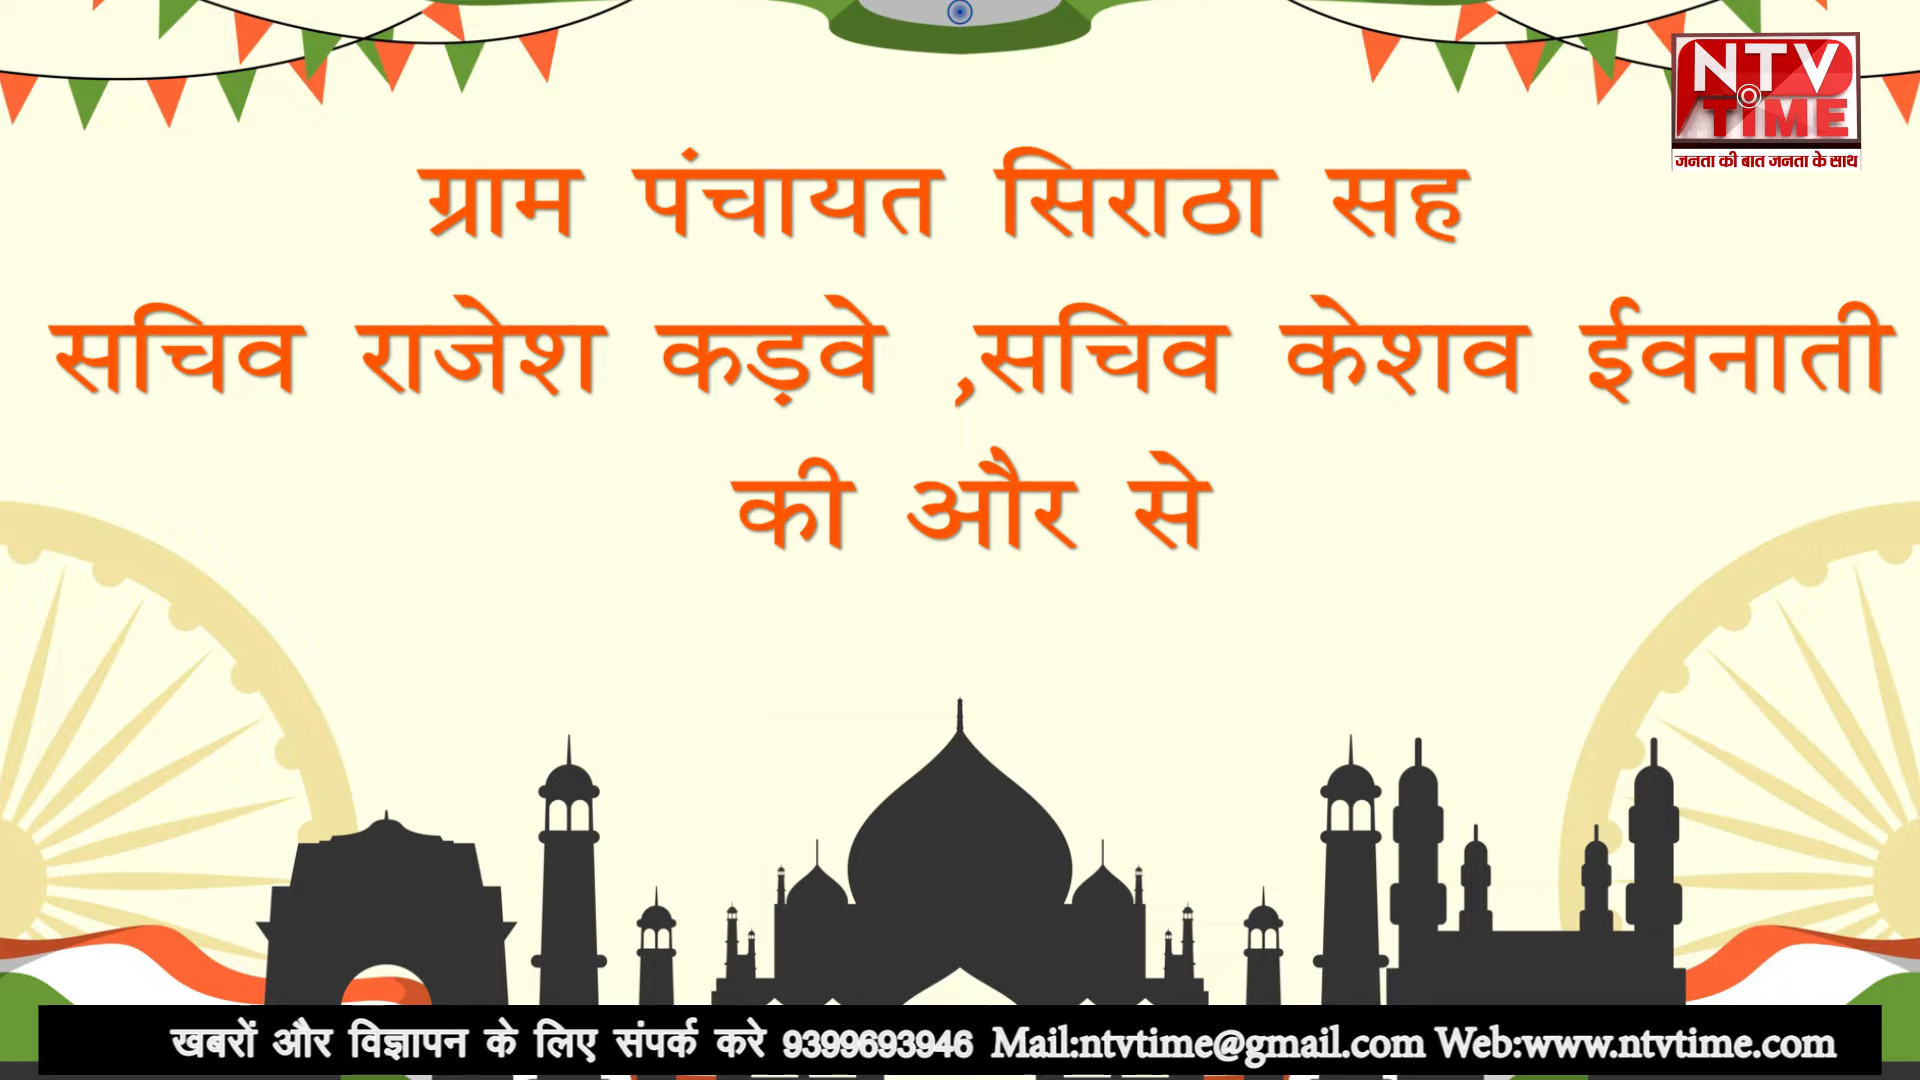 NTV
TIME
जनता की बात जनता के साथ
ग्राम पंचायत सिराठा सह
सचिव राजेश कड़वे ,सचिव केशव ईवनाती
की और से
खबरों और विज्ञापन के लिए संपर्क करे 9399693946 Mail:ntvtime@gmail.com Web:www.ntvtime.com